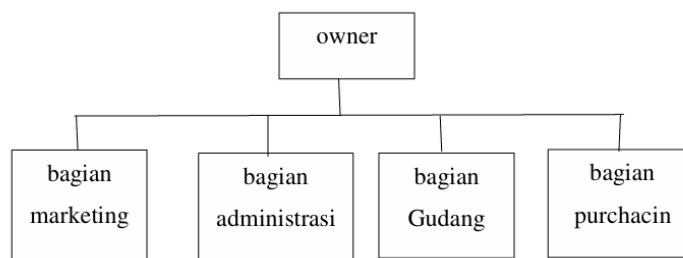 owner
bagian
marketing
bagian
administrasi
bagian
Gudang
bagian
purchacin